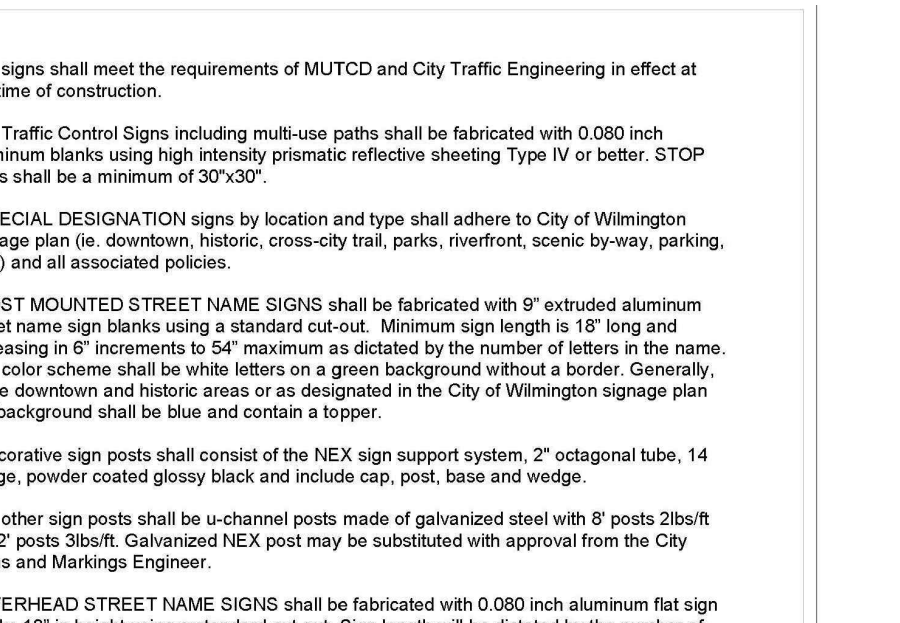 signs shall meet the requirements of MUTCD and City Traffic Engineering in effect at
ime of construction.
Traffic Control Signs including multi-use paths shall be fabricated with 0.080 inch
ninum blanks using high intensity prismatic reflective sheeting Type IV or better. STOP
s shall be a minimum of 30"x30".
ECIAL DESIGNATION signs by location and type shall adhere to City of Wilmington
age plan (ie. downtown, historic, cross-city trail, parks, riverfront, scenic by-way, parking,
) and all associated policies.
ST MOUNTED STREET NAME SIGNS shall be fabricated with 9” extruded aluminum
et name sign blanks using a standard cut-out.  Minimum sign length is 18” long and
easing in 6” increments to 54” maximum as dictated by the number of letters in the name.
color scheme shall be white letters on a green background without a border. Generally,
e downtown and historic areas or as designated in the City of Wilmington signage plan
background shall be blue and contain a topper.
corative sign posts shall consist of the NEX sign support system, 2" octagonal tube, 14
ge, powder coated glossy black and include cap, post, base and wedge.
other sign posts shall be u-channel posts made of galvanized steel with 8' posts 2lbs/ft
2' posts 3lbs/ft. Galvanized NEX post may be substituted with approval from the City
s and Markings Engineer.
ERHEAD STREET NAME SIGNS shall be fabricated with 0.080 inch aluminum flat sign